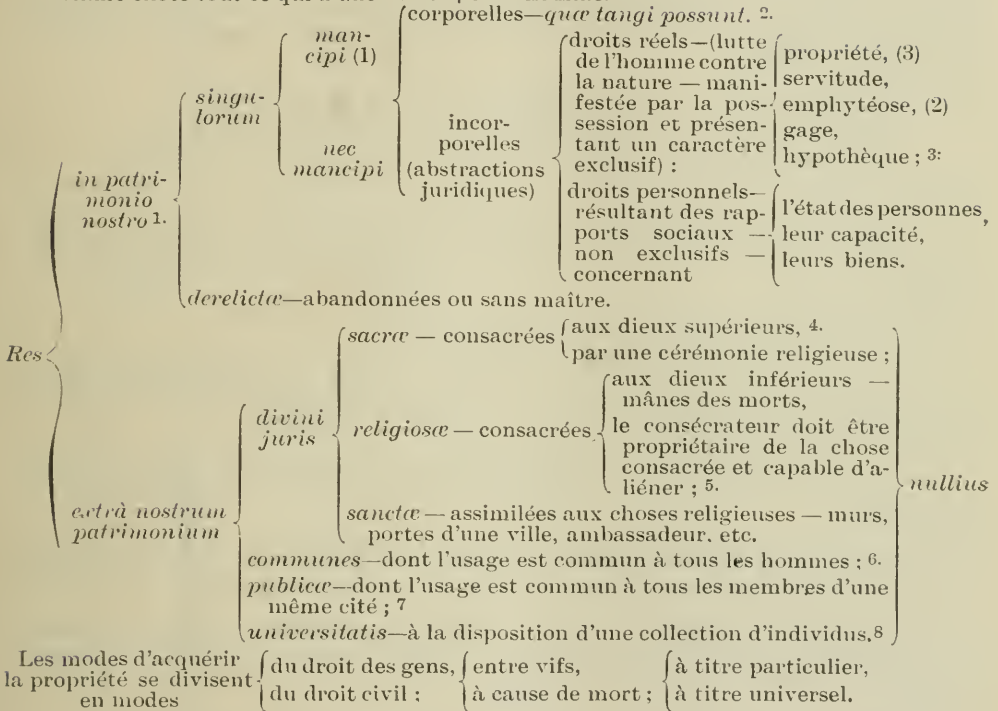 corporelles—quæ tangi possunt. 2.
man-
cipi (1)
nec
mancipi
singu-
lorum
incor-
porelles
(abstractions
juridiques)
droits réels—(lutte
de l'homme contre
la nature — mani-
festée par la pos-
session et présen-
tant un caractère
exclusif) :
propriété, (3)
servitude,
emphytéose, (2)
gage,
hypothèque ; 3:
droits personnels—
résultant des rap-
ports sociaux —
non exclusifs —
concernant
l'état des personnes,
leur capacité,
leurs biens.
in patri-
monio
nostro 1.
derelictæ—abandonnées ou sans maître.
Res
sacræ — consacrées
aux dieux supérieurs, 4.
par une cérémonie religieuse ;
divini
juris
religiosæ — consacrées
aux dieux inférieurs —
mânes des morts,
le consécrateur doit être
propriétaire de la chose
consacrée et capable d'a-
liéner ; 5.
nullius
extrà nostrum
patrimonium
sanctæ — assimilées aux choses religieuses — murs,
portes d'une ville, ambassadeur, etc.
communes—dont l'usage est commun à tous les hommes ; 6.
publicæ—dont l'usage est commun à tous les membres d'une
même cité ; 7
universitatis—à la disposition d'une collection d'individus. 8
Les modes d'acquérir
la propriété se divisent
en modes
du droit des gens,
du droit civil :
entre vifs,
à cause de mort ;
à titre particulier,
à titre universel.